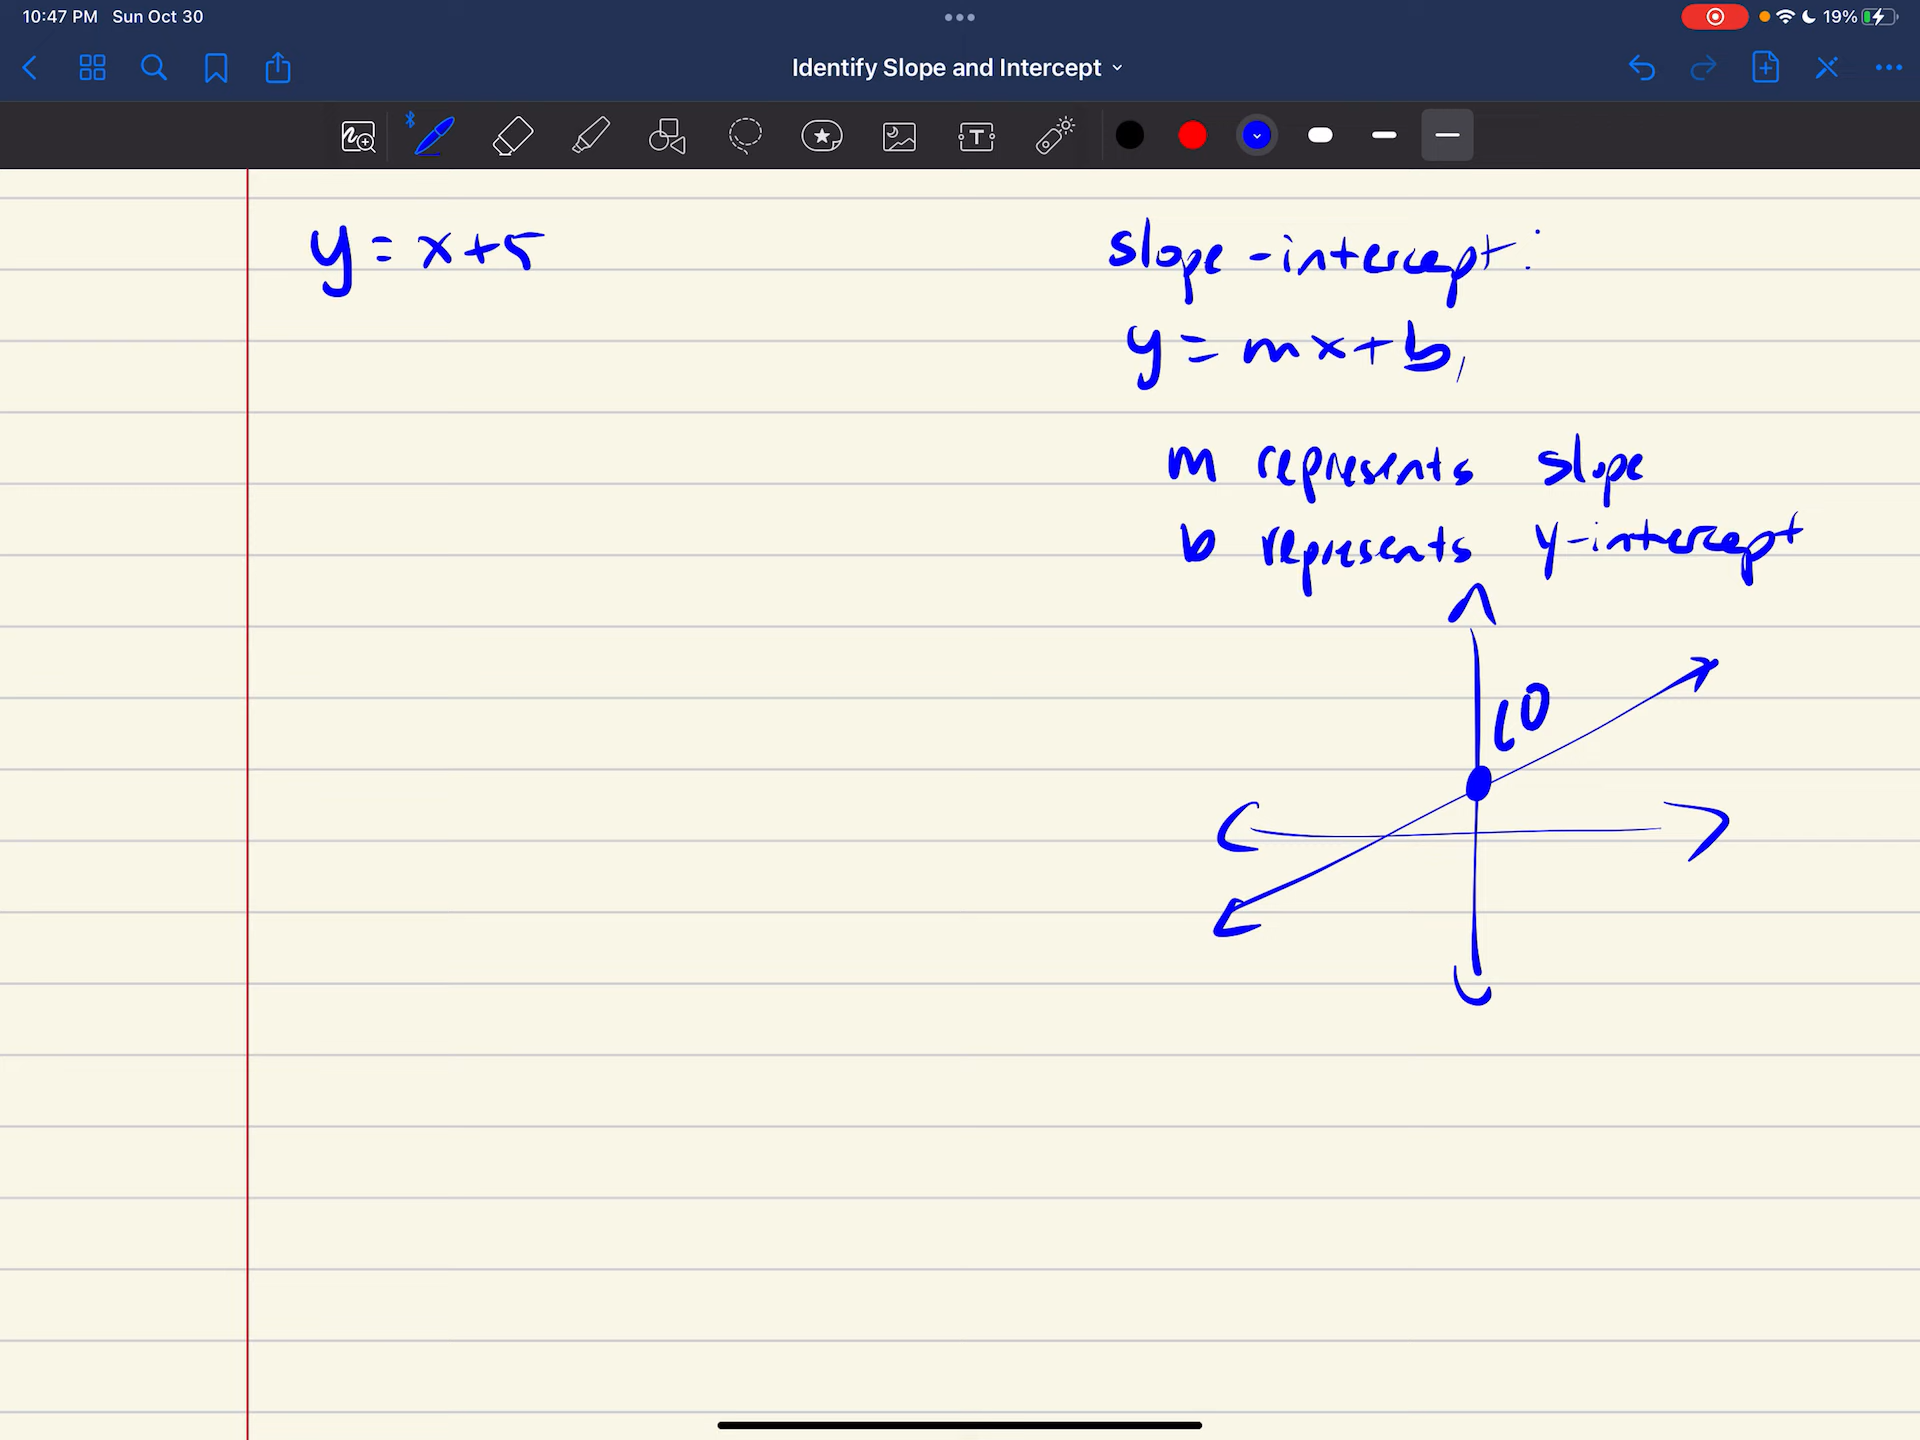 10:47 PM Sun Oct 30
19%
Identify Slope and Intercept
y = x+5
slope-intercept:
y = mx+b,
m represents slope
b represents y-intercept
(0